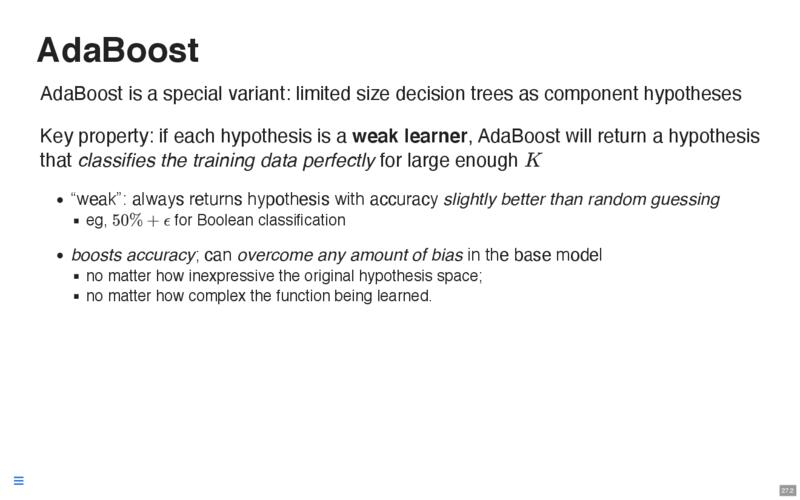 AdaBoost
AdaBoost is a special variant: limited size decision trees as component hypotheses
Key property: if each hypothesis is a weak learner, AdaBoost will return a hypothesis
that classifies the training data perfectly for large enough K
• “weak”: always returns hypothesis with accuracy slightly better than random guessing
▪ eg, 50% + ϵ for Boolean classification
• boosts accuracy; can overcome any amount of bias in the base model
▪ no matter how inexpressive the original hypothesis space;
▪ no matter how complex the function being learned.
27.2